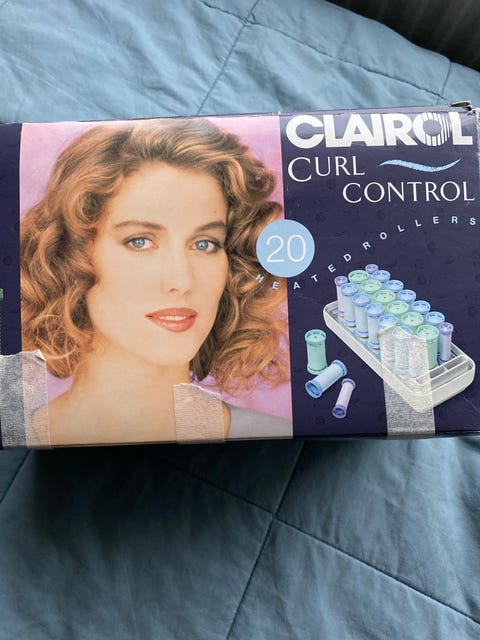 CLAIROL
CURL
CONTROL
20
HEATED ROLLERS